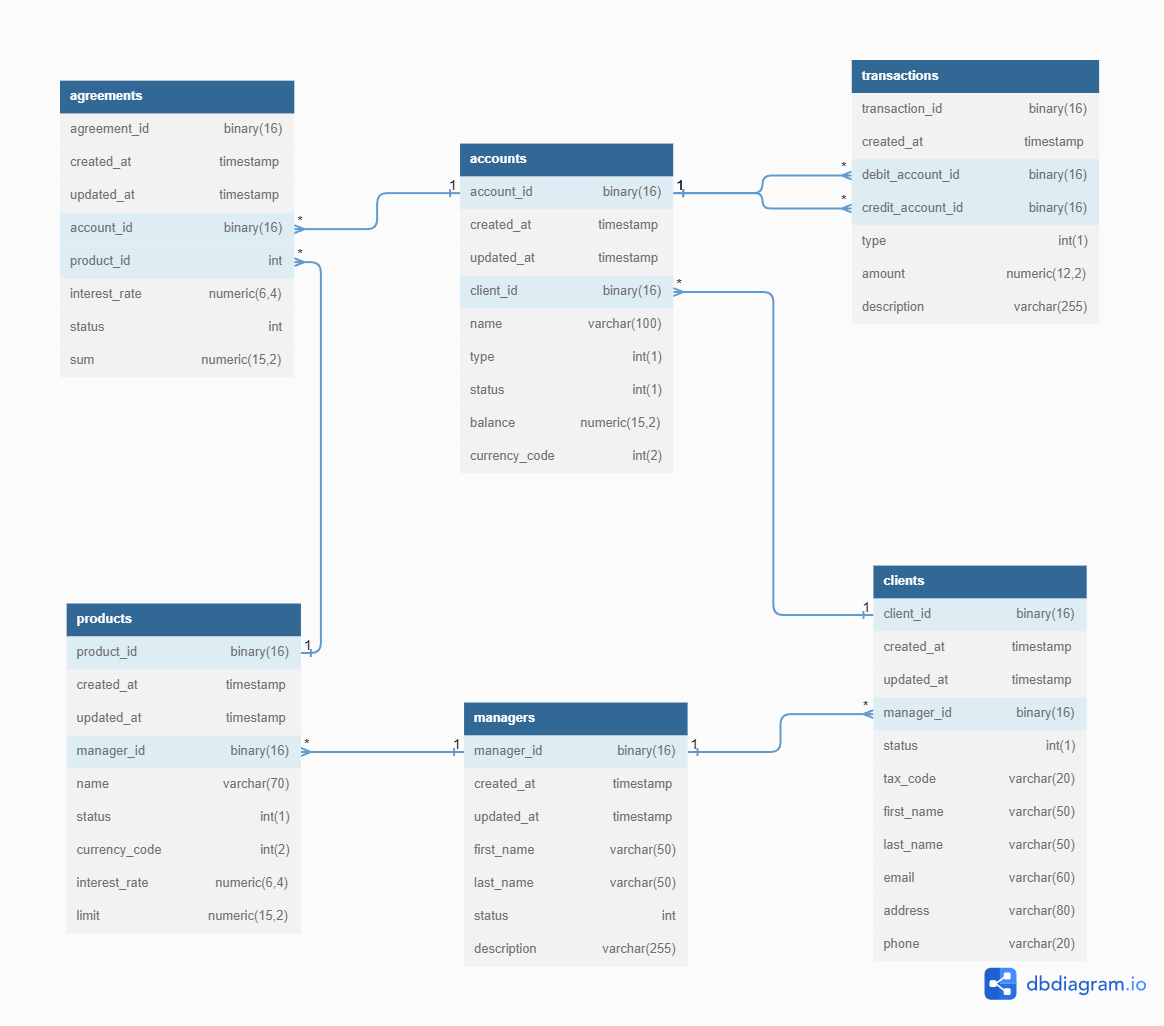 agreements
agreement_id binary(16)
created_at timestamp
updated_at timestamp
account_id binary(16)
product_id int
interest_rate numeric(6,4)
status int
sum numeric(15,2)
*
*
accounts
1 account_id binary(16) 1
created_at timestamp
updated_at timestamp
client_id binary(16) *
name varchar(100)
type int(1)
status int(1)
balance numeric(15,2)
currency_code int(2)
transactions
transaction_id binary(16)
created_at timestamp
* debit_account_id binary(16)
* credit_account_id binary(16)
type int(1)
amount numeric(12,2)
description varchar(255)
products
product_id binary(16) 1
created_at timestamp
updated_at timestamp
manager_id binary(16) *
name varchar(70)
status int(1)
currency_code int(2)
interest_rate numeric(6,4)
limit numeric(15,2)
managers
1 manager_id binary(16) 1
created_at timestamp
updated_at timestamp
first_name varchar(50)
last_name varchar(50)
status int
description varchar(255)
clients
1 client_id binary(16)
created_at timestamp
updated_at timestamp
* manager_id binary(16)
status int(1)
tax_code varchar(20)
first_name varchar(50)
last_name varchar(50)
email varchar(60)
address varchar(80)
phone varchar(20)
dbdiagram.io